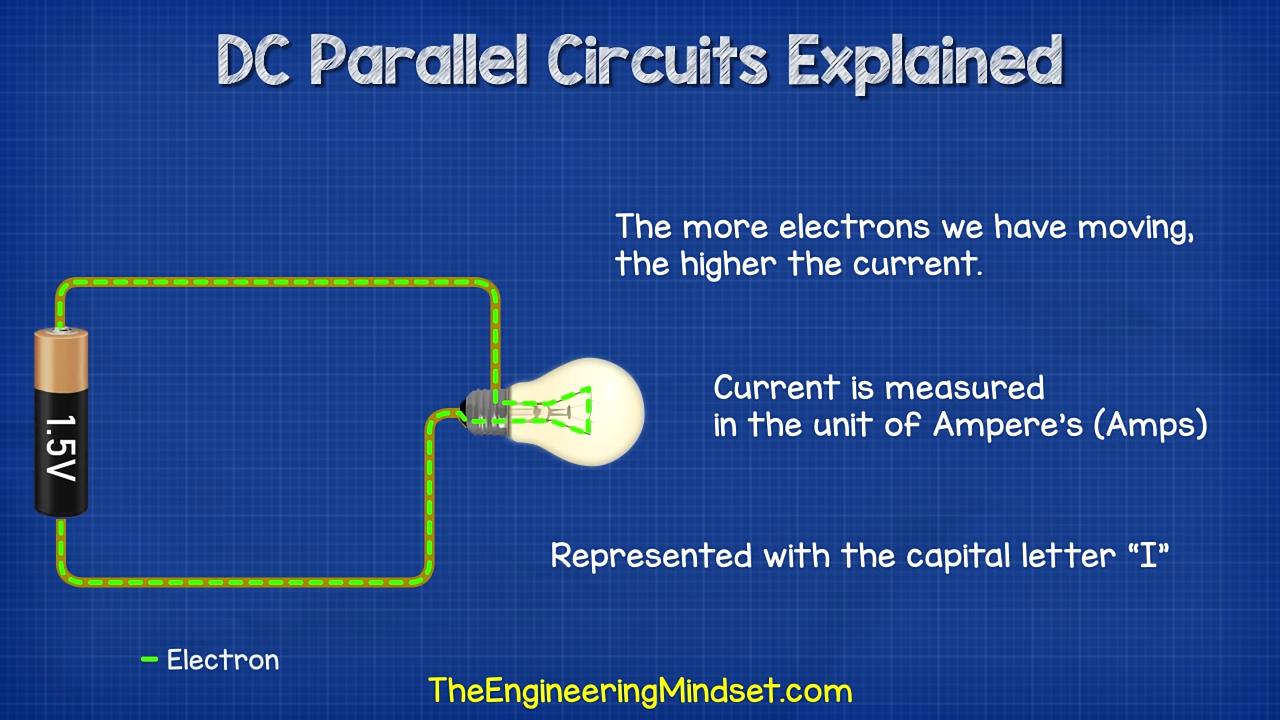 DC Parallel Circuits Explained
The more electrons we have moving,
the higher the current.
1.5V
Current is measured
in the unit of Ampere's (Amps)
Represented with the capital letter “I”
Electron
TheEngineeringMindset.com